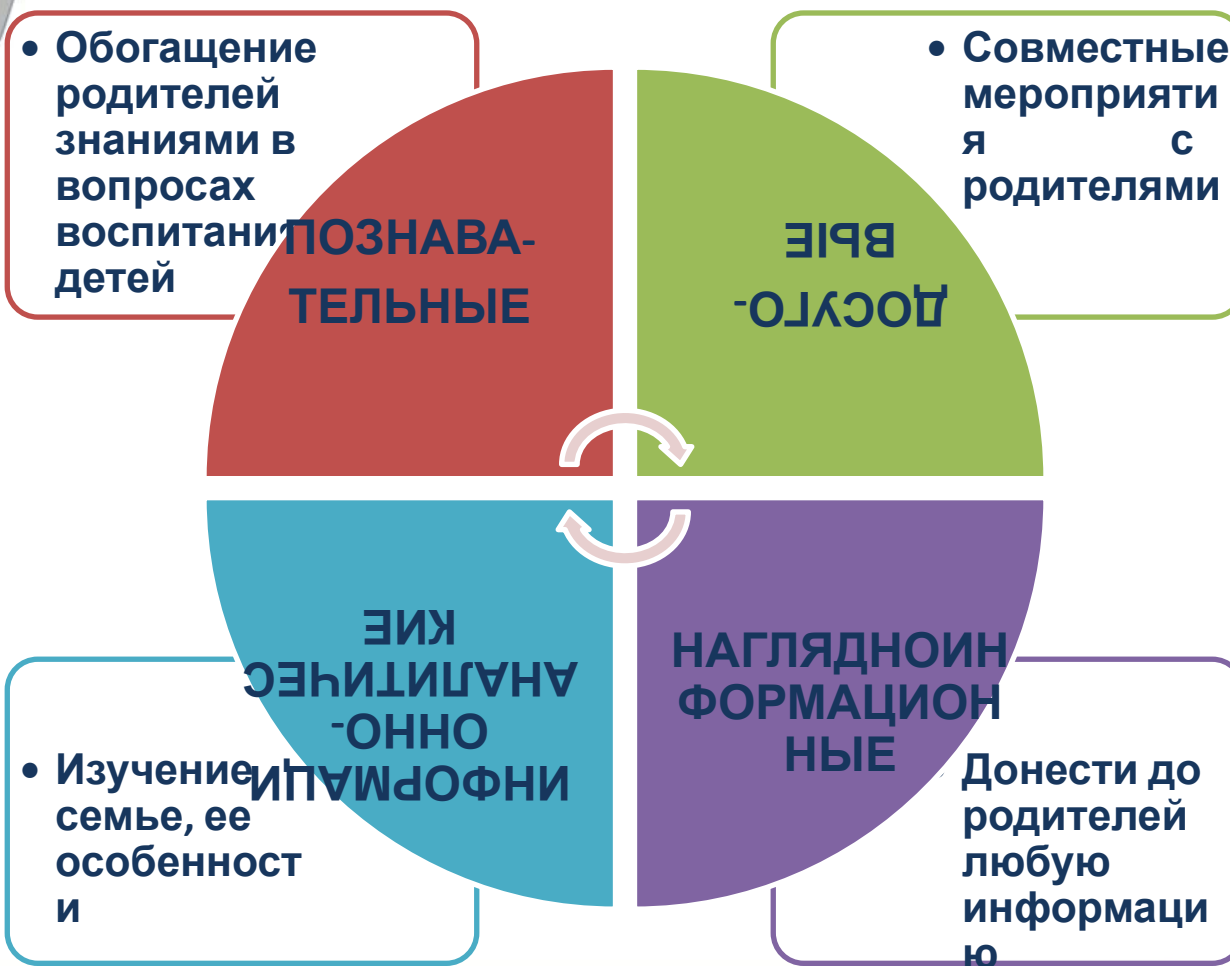 • Обогащение
родителей
знаниями в
вопросах
воспитания
детей
ПОЗНАВА-
ТЕЛЬНЫЕ
• Совместные
мероприяти
я с
родителями
ДОСУГО-
ВЫЕ
• Изучение
семье, ее
особенност
и
ИНФОРМАЦИ
ОННО-
АНАЛИТИЧЕС
КИЕ
НАГЛЯДНОИН
ФОРМАЦИОН
НЫЕ
Донести до
родителей
любую
информаци
ю